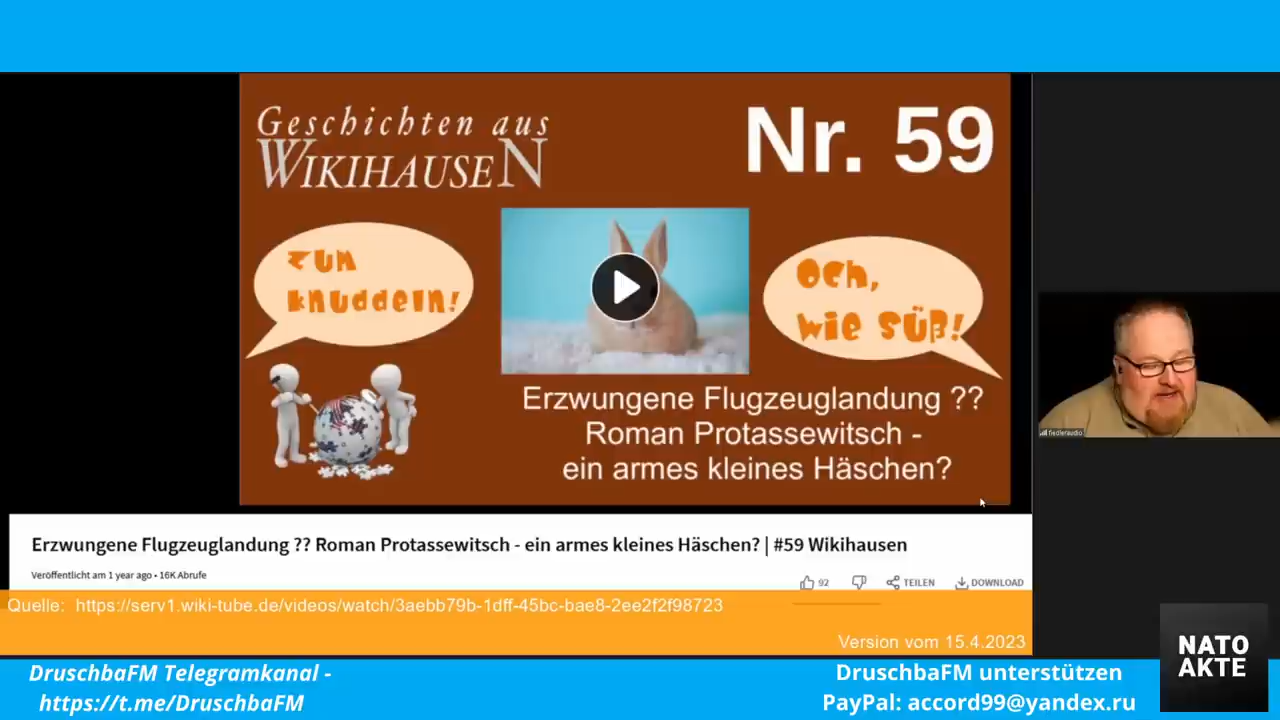 Geschichten aus
WIKIHAUSEN
Nr. 59
ZUM
knuddeln!
Och,
wie süß!
Erzwungene Flugzeuglandung ??
Roman Protassewitsch -
ein armes kleines Häschen?
Erzwungene Flugzeuglandung ?? Roman Protassewitsch - ein armes kleines Häschen? | #59 Wikihausen
Veröffentlicht am 1 year ago • 16K Abrufe
92
TEILEN
DOWNLOAD
fiedleraudio
Quelle: https://serv1.wiki-tube.de/videos/watch/3aebb79b-1dff-45bc-bae8-2ee2f2f98723
Version vom 15.4.2023
DruschbaFM Telegramkanal -
https://t.me/DruschbaFM
DruschbaFM unterstützen
PayPal: accord99@yandex.ru
NATO
AKTE